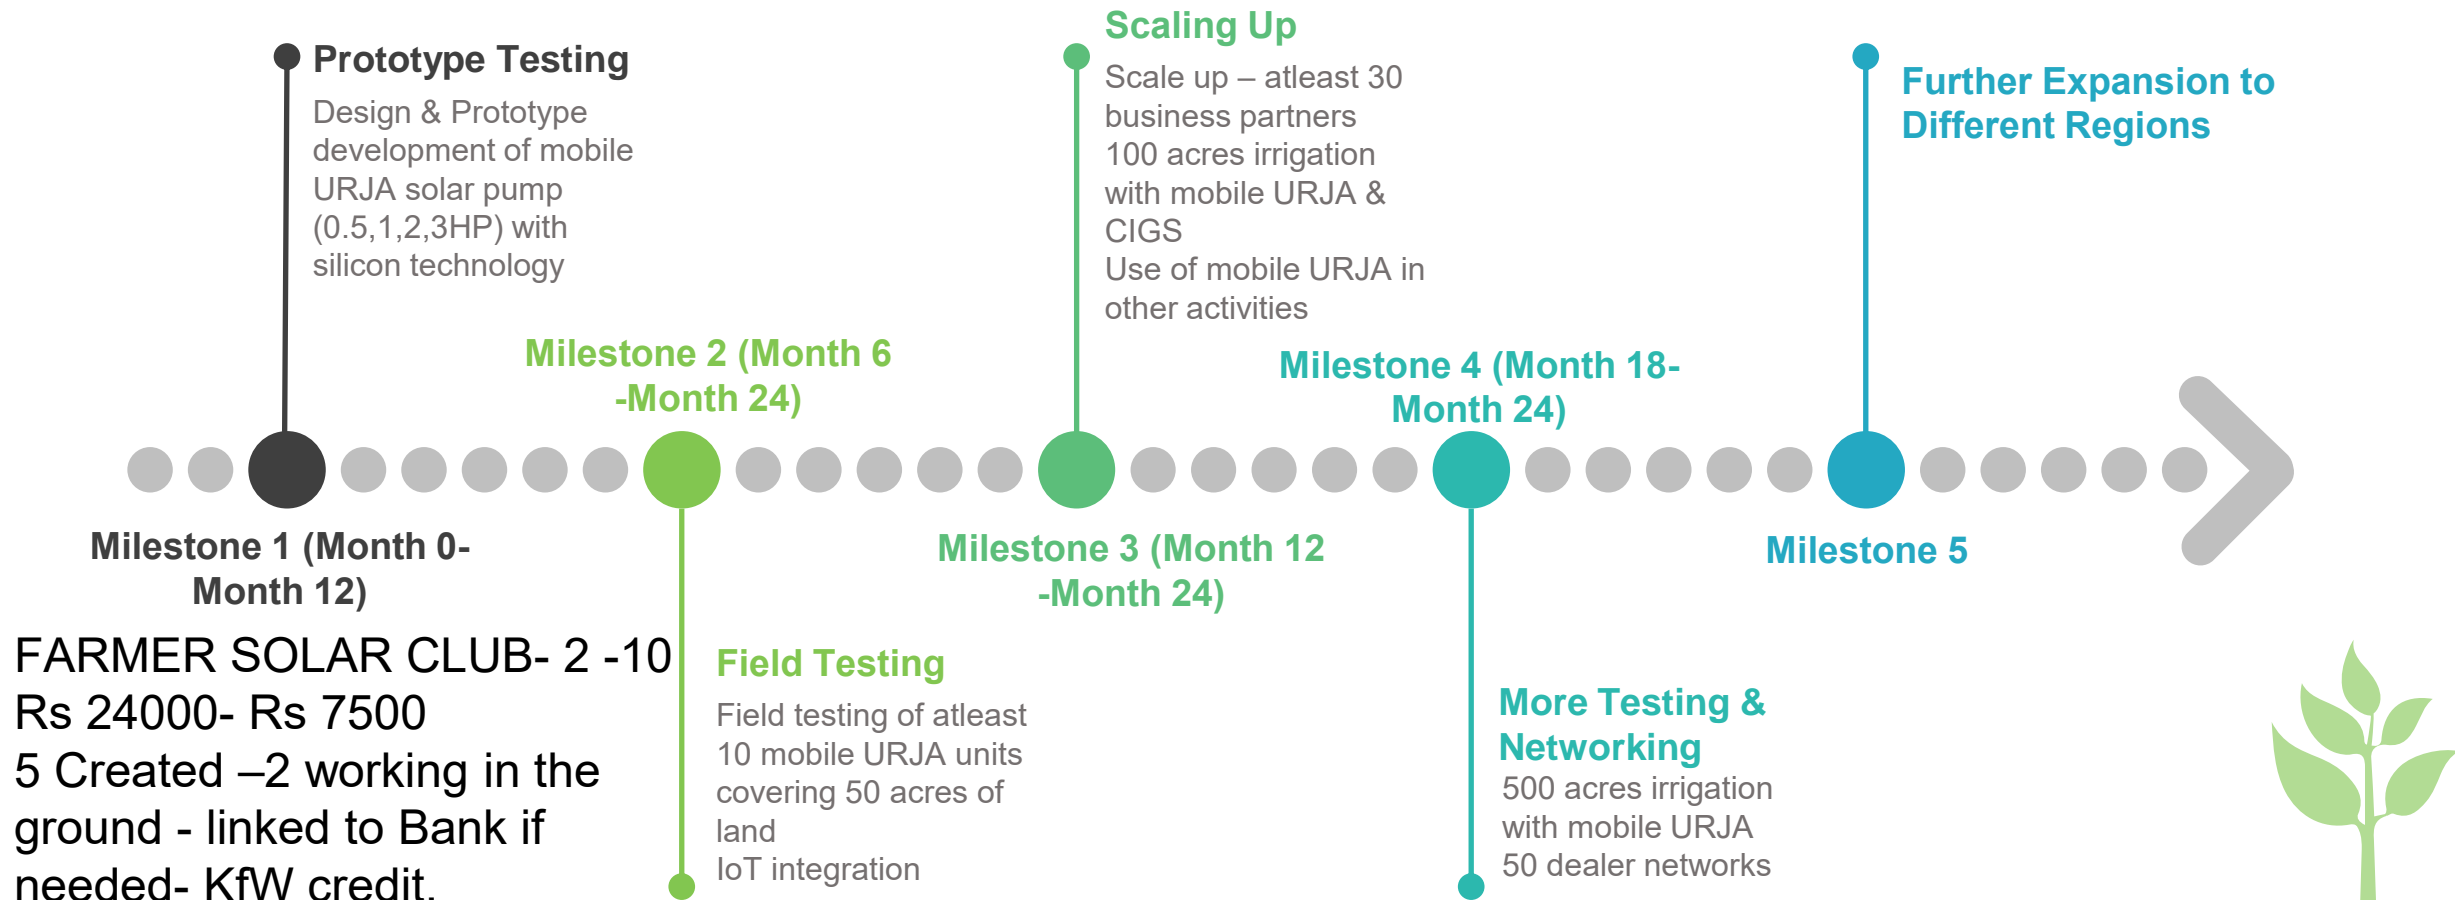 Prototype Testing
Design & Prototype
development of mobile
URJA solar pump
(0.5,1,2,3HP) with
silicon technology
Milestone 1 (Month 0-
Month 12)
Milestone 2 (Month 6
-Month 24)
Field Testing
Field testing of atleast
10 mobile URJA units
covering 50 acres of
land
IoT integration
Scaling Up
Scale up – atleast 30
business partners
100 acres irrigation
with mobile URJA &
CIGS
Use of mobile URJA in
other activities
Milestone 3 (Month 12
-Month 24)
Milestone 4 (Month 18-
Month 24)
More Testing &
Networking
500 acres irrigation
with mobile URJA
50 dealer networks
Further Expansion to
Different Regions
Milestone 5
FARMER SOLAR CLUB- 2 -10
Rs 24000- Rs 7500
5 Created –2 working in the
ground - linked to Bank if
needed- KfW credit.